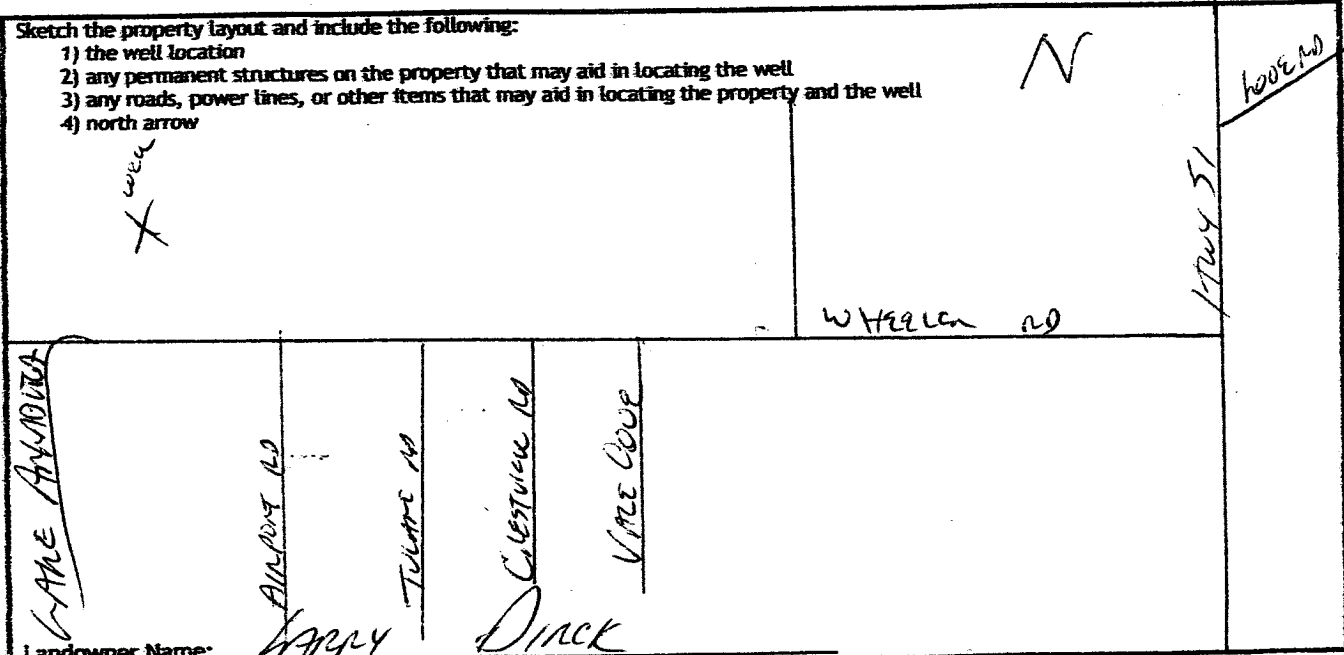 Sketch the property layout and include the following:
1) the well location
2) any permanent structures on the property that may aid in locating the well
3) any roads, power lines, or other items that may aid in locating the property and the well
4) north arrow
N
RD
X well
HWY 51
WHEELER RD
LAKE
AIRPORT RD
TULANE RD
CRESTVIEW RD
VALE COVE
Landowner Name: LARRY DIRCK